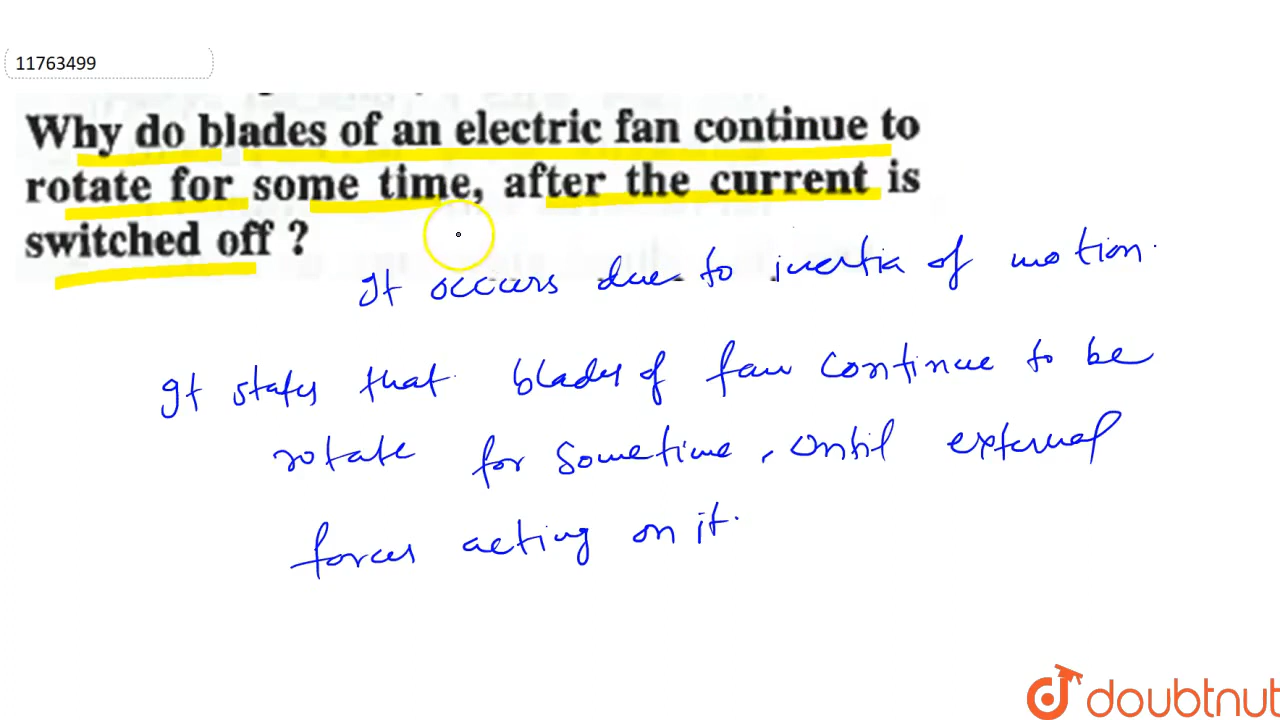 11763499
Why do blades of an electric fan continue to
rotate for some time, after the current is
switched off ?
It occurs due to inertia of motion.
It states that blades of fan continue to be
rotate for sometime, until external
forces acting on it.
doubtnut